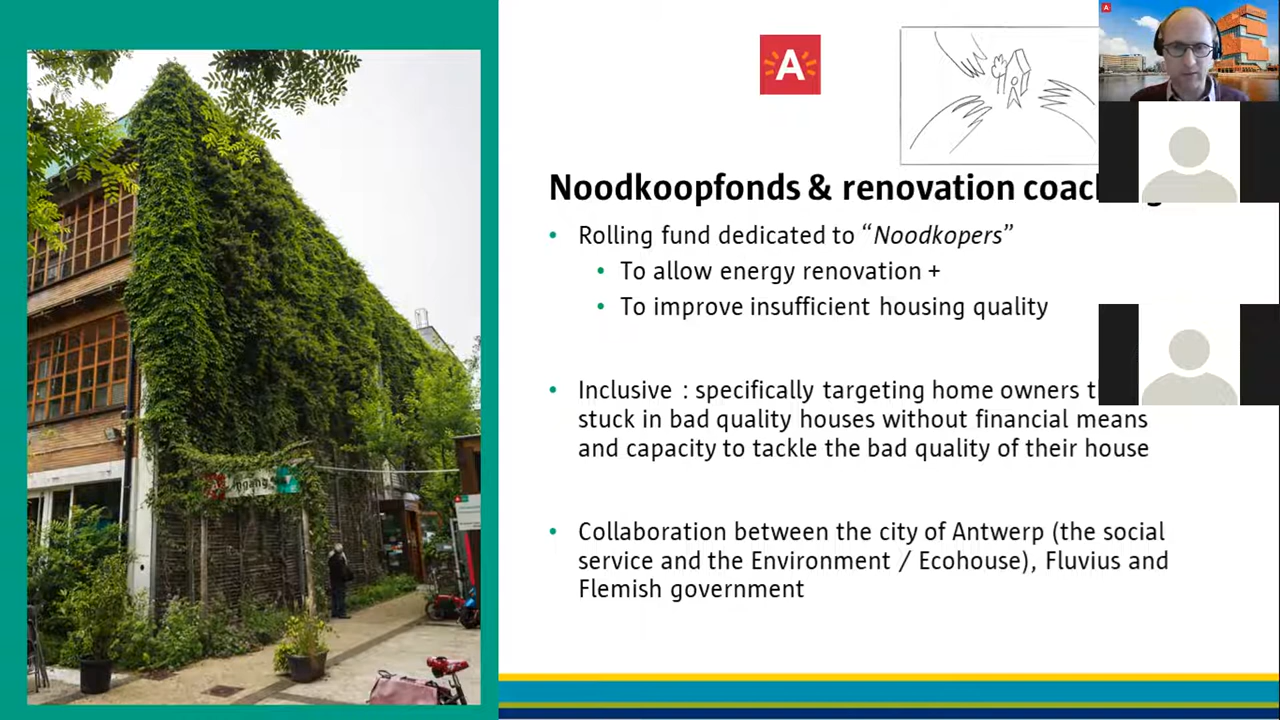 A
A
Noodkoopfonds & renovation
Rolling fund dedicated to “Noodkopers”
To allow energy renovation +
To improve insufficient housing quality
Inclusive : specifically targeting home owners
stuck in bad quality houses without financial means
and capacity to tackle the bad quality of their house
Collaboration between the city of Antwerp (the social
service and the Environment / Ecohouse), Fluvius and
Flemish government
Ingang